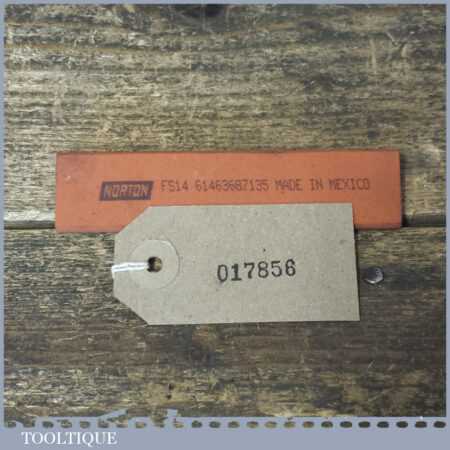 NORTON FS14 61463687135 MADE IN MEXICO
017856
TOOLTIQUE